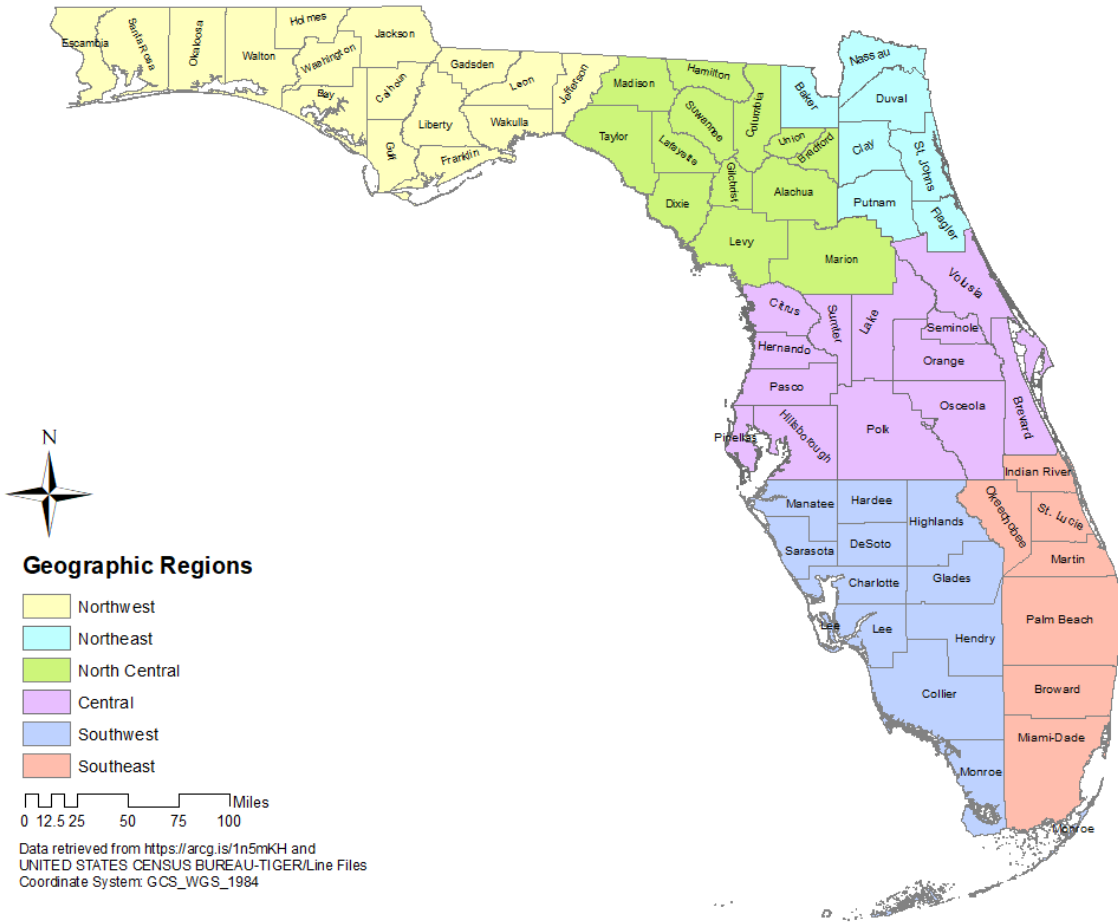 Holmes
Jackson
Escambia
Santa Rosa
Okaloosa
Walton
Washington
Gadsden
Leon
Jefferson
Madison
Hamilton
Nassau
Bay
Calhoun
Liberty
Wakulla
Suwannee
Columbia
Baker
Duval
Gulf
Franklin
Taylor
Lafayette
Union
Bradford
Clay
St. Johns
Gilchrist
Alachua
Dixie
Putnam
Flagler
Levy
Marion
Volusia
Citrus
Sumter
Lake
Seminole
Hernando
Orange
Pasco
Osceola
Brevard
Pinellas
Hillsborough
Polk
Indian River
Manatee
Hardee
Highlands
Okeechobee
St. Lucie
Sarasota
DeSoto
Martin
Charlotte
Glades
Lee
Lee
Hendry
Palm Beach
Collier
Broward
Miami-Dade
Monroe
Monroe
N
Geographic Regions
Northwest
Northeast
North Central
Central
Southwest
Southeast
Miles
0 12.5 25 50 75 100
Data retrieved from https://arcg.is/1n5mKH and
UNITED STATES CENSUS BUREAU-TIGER/Line Files
Coordinate System: GCS_WGS_1984